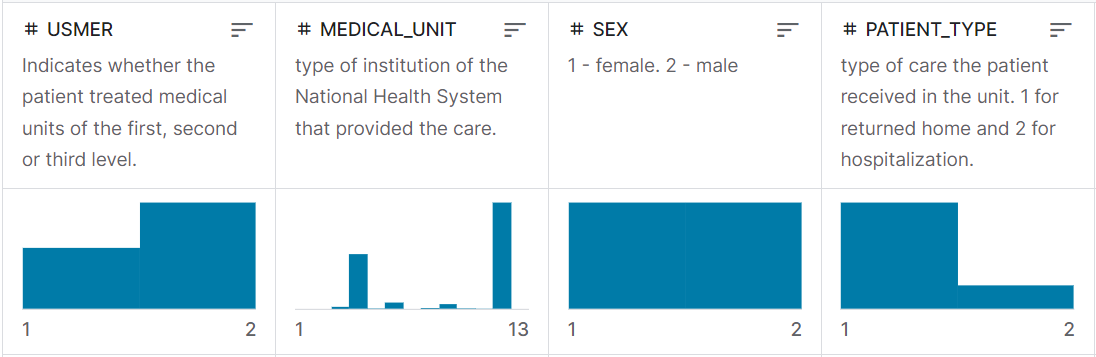 # USMER
Indicates whether the
patient treated medical
units of the first, second
or third level.
1 2
# MEDICAL_UNIT
type of institution of the
National Health System
that provided the care.
1 13
# SEX
1 - female. 2 - male
1 2
# PATIENT_TYPE
type of care the patient
received in the unit. 1 for
returned home and 2 for
hospitalization.
1 2